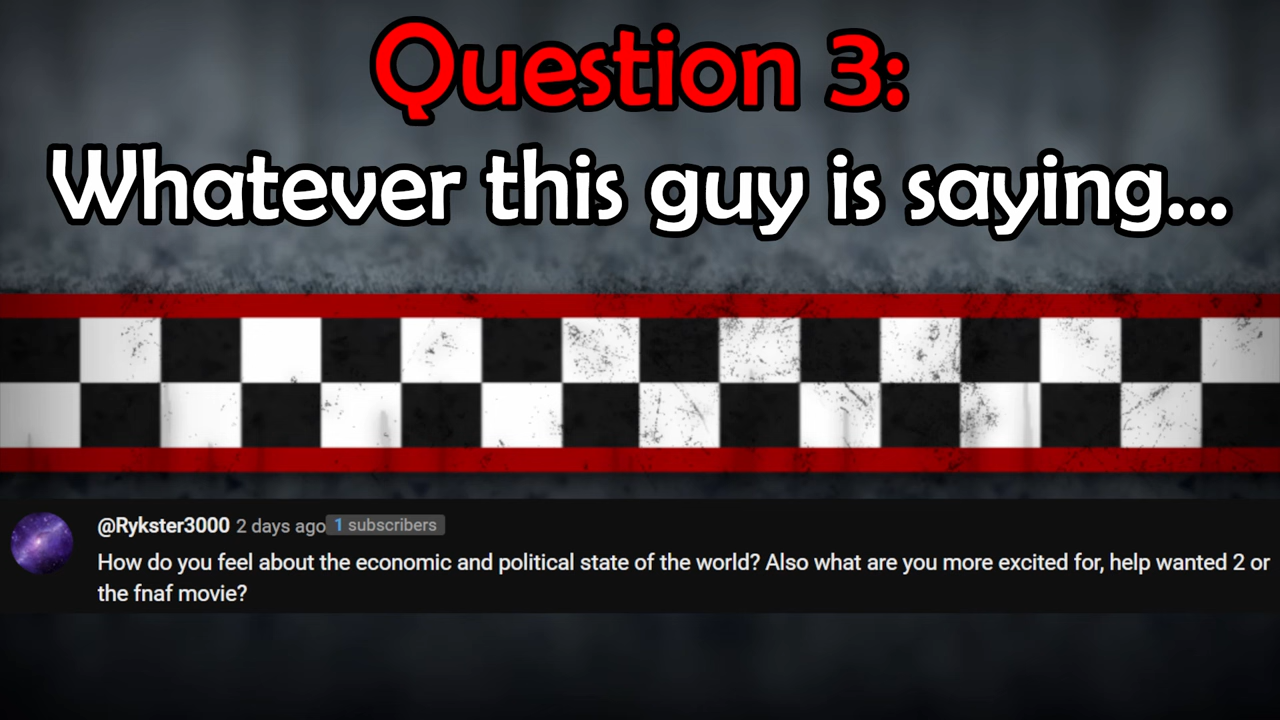 Question 3:
Whatever this guy is saying...
@Rykster3000 2 days ago 1 subscribers
How do you feel about the economic and political state of the world? Also what are you more excited for, help wanted 2 or
the fnaf movie?